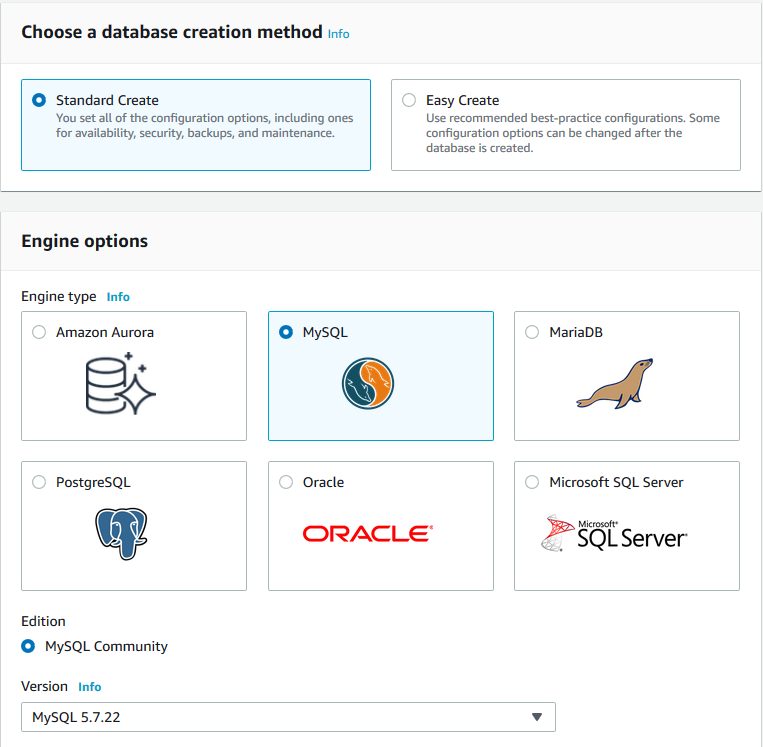 Choose a database creation method Info
Standard Create
You set all of the configuration options, including ones
for availability, security, backups, and maintenance.
Easy Create
Use recommended best-practice configurations. Some
configuration options can be changed after the
database is created.
Engine options
Engine type Info
Amazon Aurora
MySQL
MariaDB
PostgreSQL
Oracle
ORACLE®
Microsoft SQL Server
Microsoft®
SQL Server®
Edition
MySQL Community
Version Info
MySQL 5.7.22